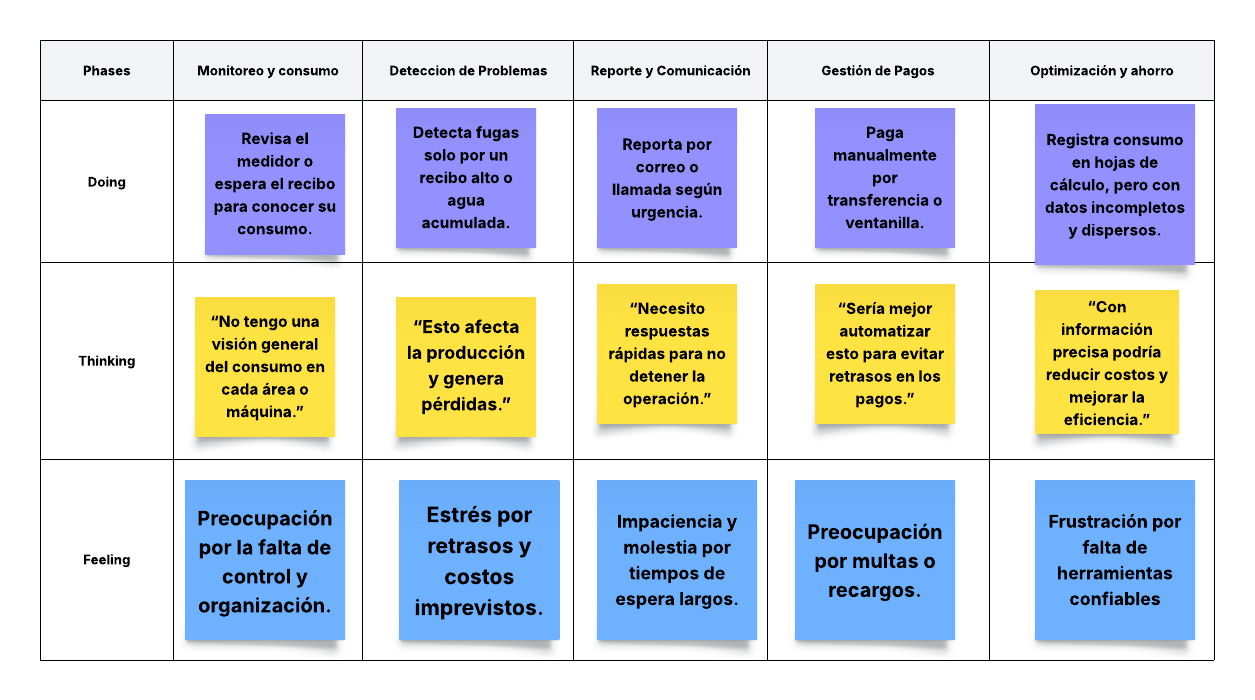 Phases
Monitoreo y consumo
Deteccion de Problemas
Reporte y Comunicación
Gestión de Pagos
Optimización y ahorro
Doing
Revisa el
medidor o
espera el recibo
para conocer su
consumo.
Detecta fugas
solo por un
recibo alto o
agua
acumulada.
Reporta por
correo o
llamada según
urgencia.
Paga
manualmente
por
transferencia o
ventanilla.
Registra consumo
en hojas de
cálculo, pero con
datos incompletos
y dispersos.
Thinking
“No tengo una
visión general
del consumo en
cada área o
máquina.”
“Esto afecta
la producción
y genera
pérdidas.”
“Necesito
respuestas
rápidas para no
detener la
operación.”
“Sería mejor
automatizar
esto para evitar
retrasos en los
pagos.”
“Con
información
precisa podría
reducir costos y
mejorar la
eficiencia.”
Feeling
Preocupación
por la falta de
control y
organización.
Estrés por
retrasos y
costos
imprevistos.
Impaciencia y
molestia por
tiempos de
espera largos.
Preocupación
por multas o
recargos.
Frustración por
falta de
herramientas
confiables